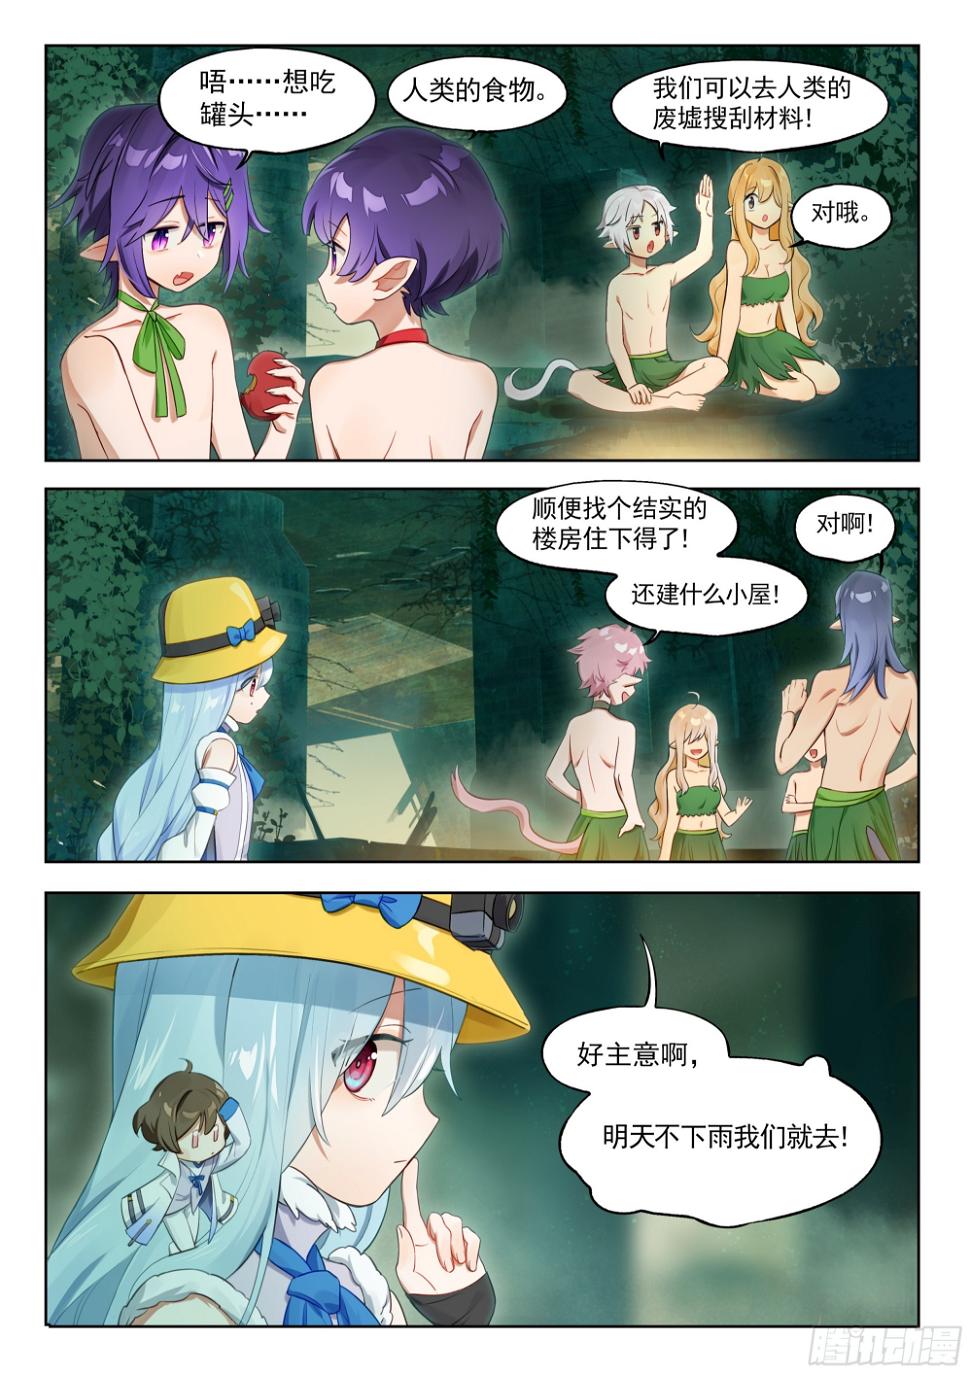 唔……想吃
罐头……
人类的食物。
我们可以去人类的
废墟搜刮材料！
对哦。
顺便找个结实的
楼房住下得了！
还建什么小屋！
对啊！
好主意啊，
明天不下雨我们就去！
腾讯动漫